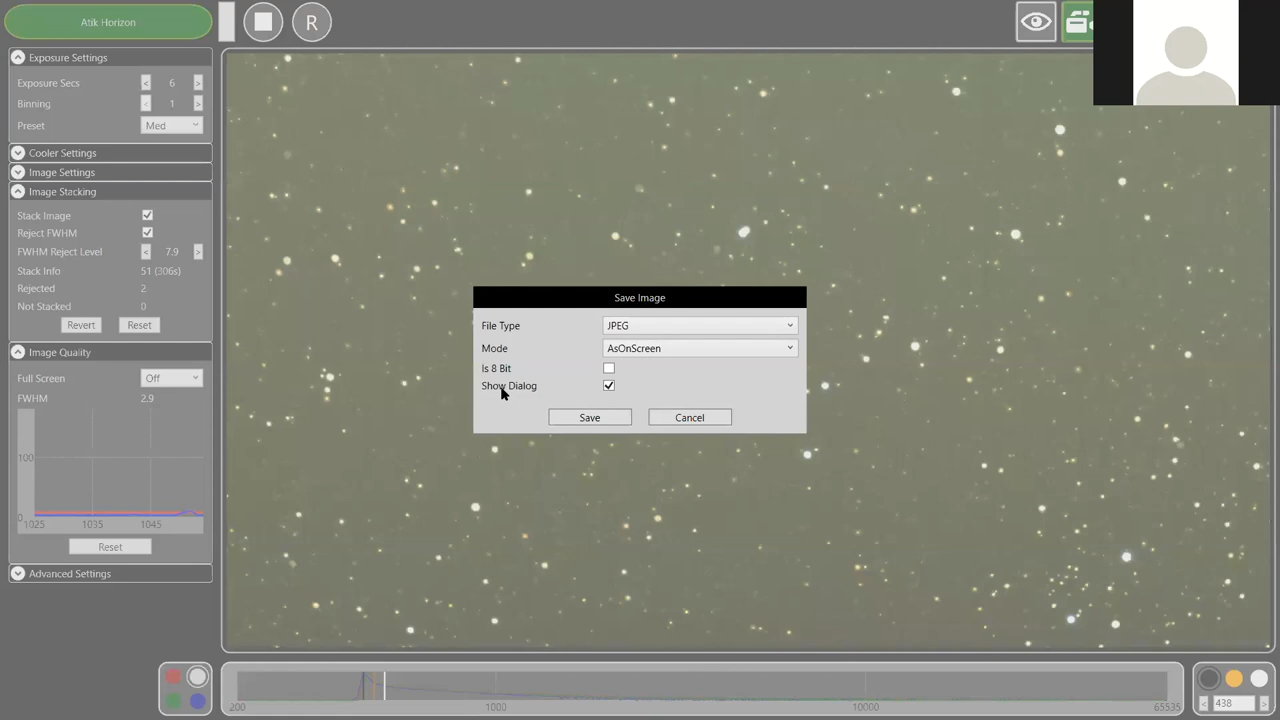 Atik Horizon
R
Exposure Settings
Exposure Secs < 6 >
Binning < 1 >
Preset Med
Cooler Settings
Image Settings
Image Stacking
Stack Image
Reject FWHM
FWHM Reject Level < 7.9 >
Stack Info 51 (306s)
Rejected 2
Not Stacked 0
Revert Reset
Image Quality
Full Screen Off
FWHM 2.9
100
0
1025 1035 1045
Reset
Advanced Settings
Save Image
File Type JPEG
Mode AsOnScreen
Is 8 Bit
Show Dialog
Save Cancel
200 1000 10000 65535
< 438 >